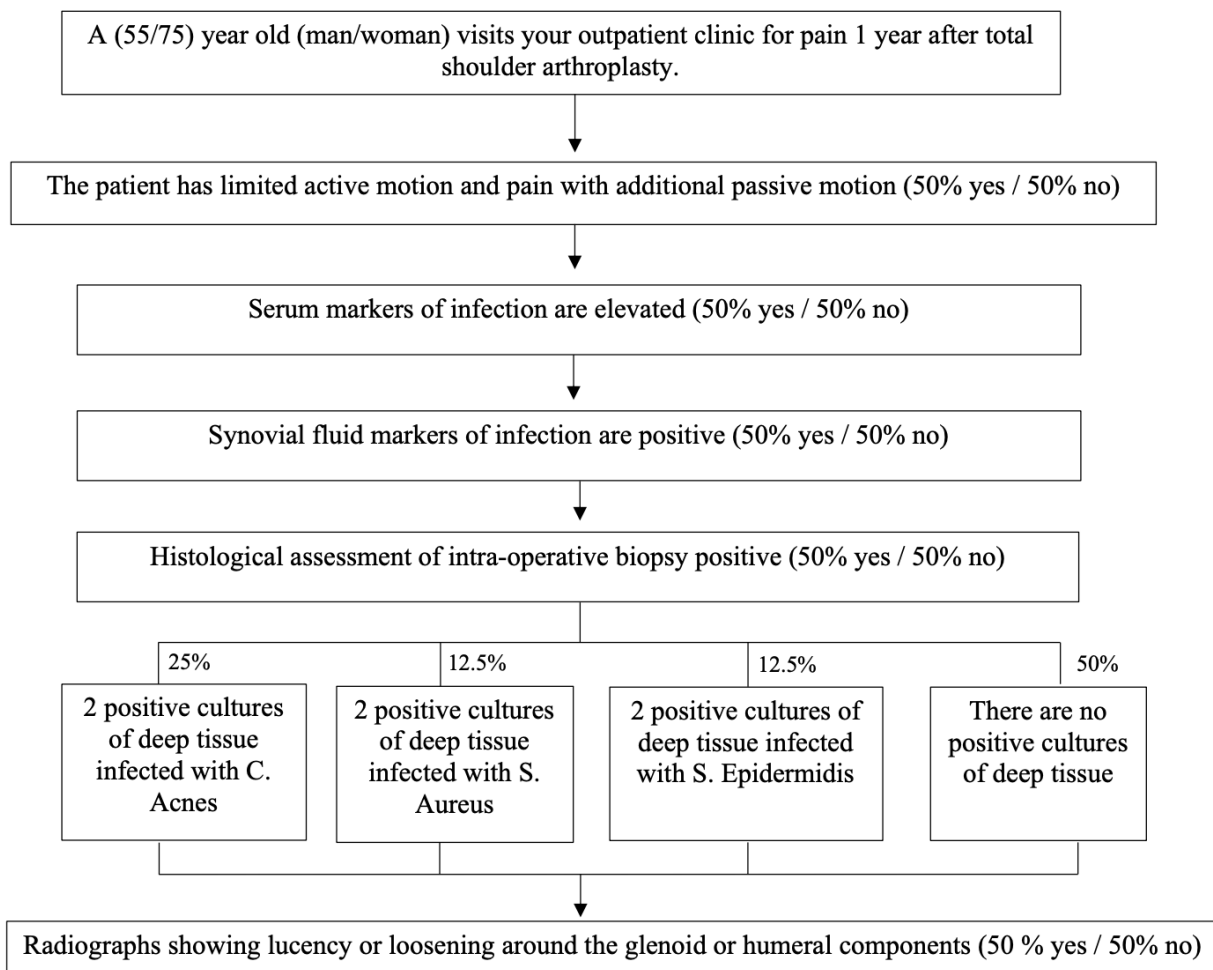 A (55/75) year old (man/woman) visits your outpatient clinic for pain 1 year after total
shoulder arthroplasty.
The patient has limited active motion and pain with additional passive motion (50% yes / 50% no)
Serum markers of infection are elevated (50% yes / 50% no)
Synovial fluid markers of infection are positive (50% yes / 50% no)
Histological assessment of intra-operative biopsy positive (50% yes / 50% no)
25%
2 positive cultures
of deep tissue
infected with C.
Acnes
12.5%
2 positive cultures
of deep tissue
infected with S.
Aureus
12.5%
2 positive cultures of
deep tissue infected
with S. Epidermidis
50%
There are no
positive cultures
of deep tissue
Radiographs showing lucency or loosening around the glenoid or humeral components (50 % yes / 50% no)